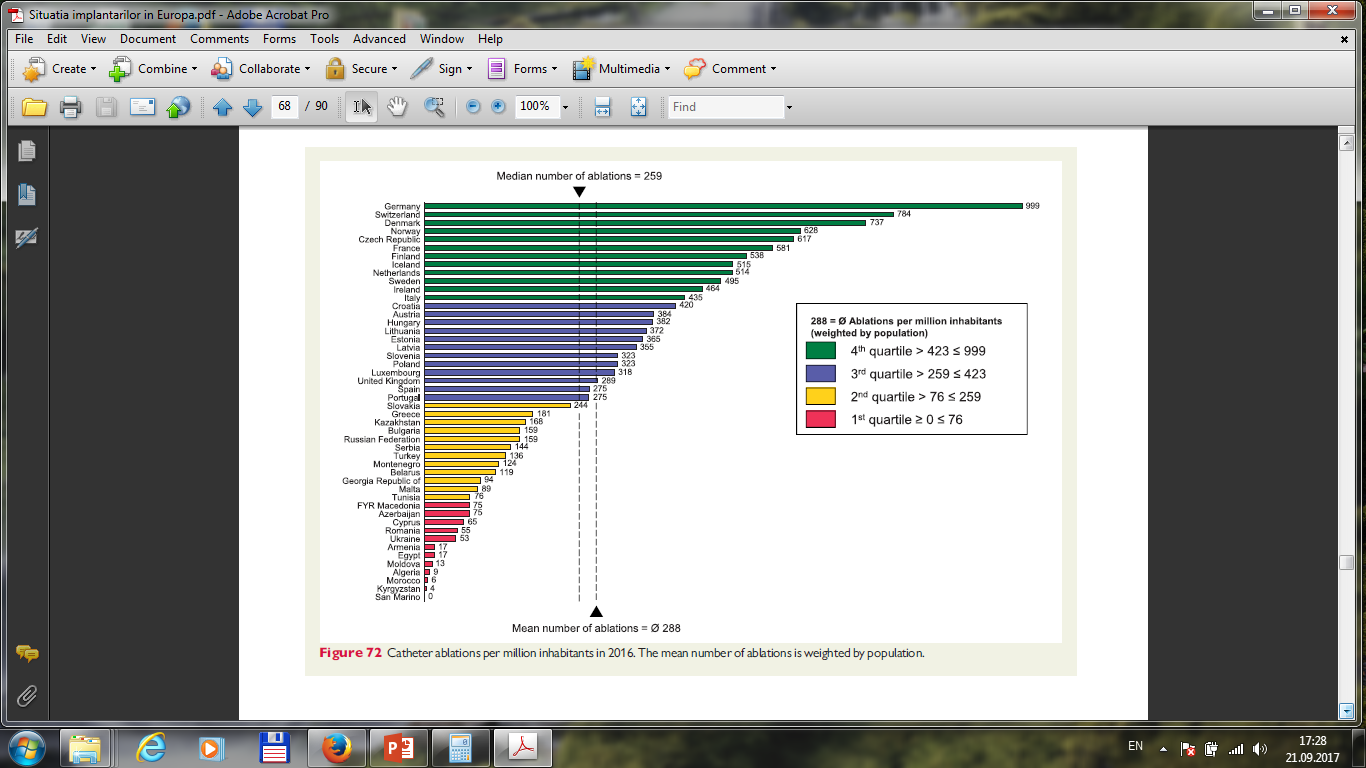 Situatia implantarilor in Europa.pdf - Adobe Acrobat Pro
File Edit View Document Comments Forms Tools Advanced Window Help
Create Combine Collaborate Secure Sign Forms Multimedia Comment
68 / 90 100% Find
Median number of ablations = 259
Germany 999
Switzerland 784
Denmark 737
Norway 628
Czech Republic 617
France 581
Finland 538
Iceland 515
Netherlands 514
Sweden 495
Ireland 464
Italy 435
Croatia 420
Austria 384
Hungary 382
Lithuania 372
Estonia 365
Latvia 355
Slovenia 323
Poland 323
Luxembourg 318
United Kingdom 289
Spain 275
Portugal 275
Slovakia 244
Greece 181
Kazakhstan 168
Bulgaria 159
Russian Federation 159
Serbia 144
Turkey 136
Montenegro 124
Belarus 119
Georgia Republic of 94
Malta 89
Tunisia 76
FYR Macedonia 75
Azerbaijan 75
Cyprus 65
Romania 55
Ukraine 53
Armenia 17
Egypt 17
Moldova 13
Algeria 9
Morocco 6
Kyrgyzstan 4
San Marino 0
288 = Ø Ablations per million inhabitants
(weighted by population)
4th quartile > 423 ≤ 999
3rd quartile > 259 ≤ 423
2nd quartile > 76 ≤ 259
1st quartile ≥ 0 ≤ 76
Mean number of ablations = Ø 288
Figure 72 Catheter ablations per million inhabitants in 2016. The mean number of ablations is weighted by population.
EN 17:28
21.09.2017